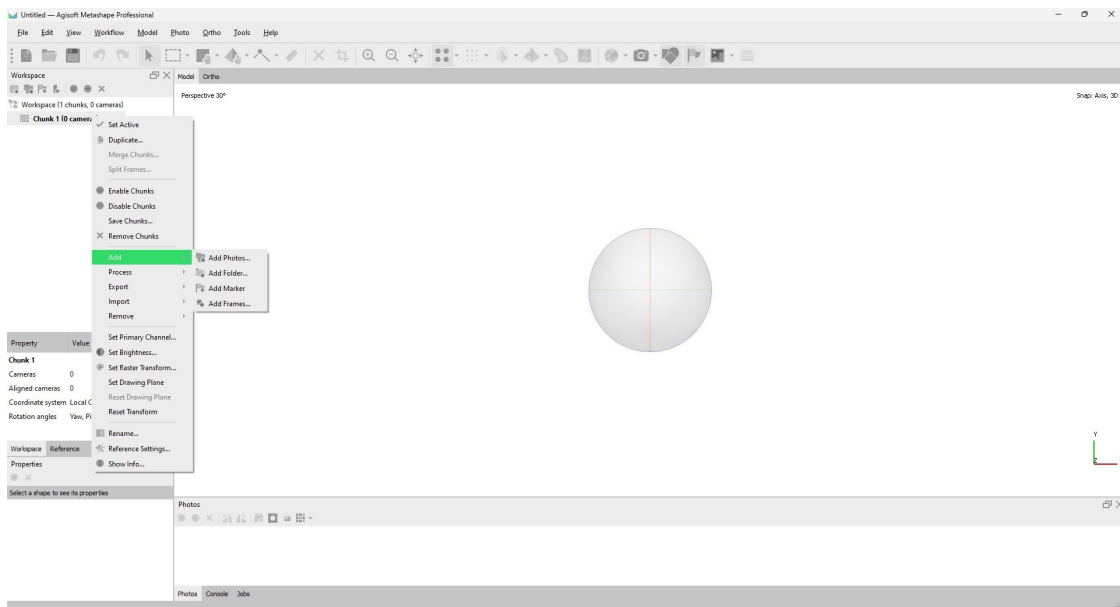 Untitled — Agisoft Metashape Professional
File Edit View Workflow Model Photo Ortho Tools Help
Workspace
Model Ortho
Perspective 30°
Snap: Axis, 3D
Workspace (1 chunks, 0 cameras)
Chunk 1 (0 camera
Set Active
Duplicate...
Merge Chunks...
Split Frames...
Enable Chunks
Disable Chunks
Save Chunks...
Remove Chunks
Add
Process
Export
Import
Remove
Add Photos...
Add Folder...
Add Marker
Add Frames...
Set Primary Channel...
Set Brightness...
Set Raster Transform...
Set Drawing Plane
Reset Drawing Plane
Reset Transform
Rename...
Reference Settings...
Show Info...
Property Value
Chunk 1
Cameras 0
Aligned cameras 0
Coordinate system Local C
Rotation angles Yaw, Pi
Workspace Reference
Properties
Select a shape to see its properties
Y
Z
Photos
Photos Console Jobs